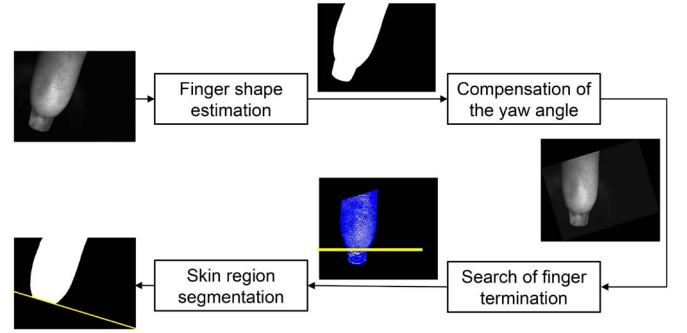 Finger shape
estimation
Compensation of
the yaw angle
Search of finger
termination
Skin region
segmentation